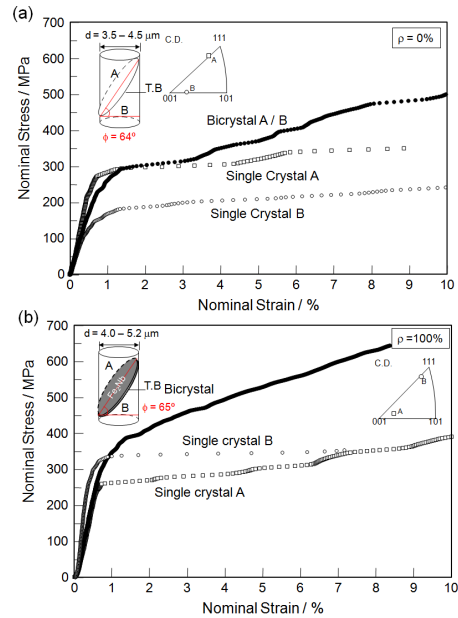 (a)
d = 3.5 – 4.5 μm
C.D.
111
A
B
001
101
ρ = 0%
A
B
T.B
ϕ = 64º
Bicrystal A / B
Single Crystal A
Single Crystal B
700
600
500
400
300
200
100
0
Nominal Stress / MPa
0 1 2 3 4 5 6 7 8 9 10
Nominal Strain / %
(b)
d = 4.0 – 5.2 μm
A
Fe2Nb
B
T.B
ϕ = 65º
Bicrystal
ρ =100%
C.D.
111
B
A
001
101
Single crystal B
Single crystal A
700
600
500
400
300
200
100
0
Nominal Stress / MPa
0 1 2 3 4 5 6 7 8 9 10
Nominal Strain / %